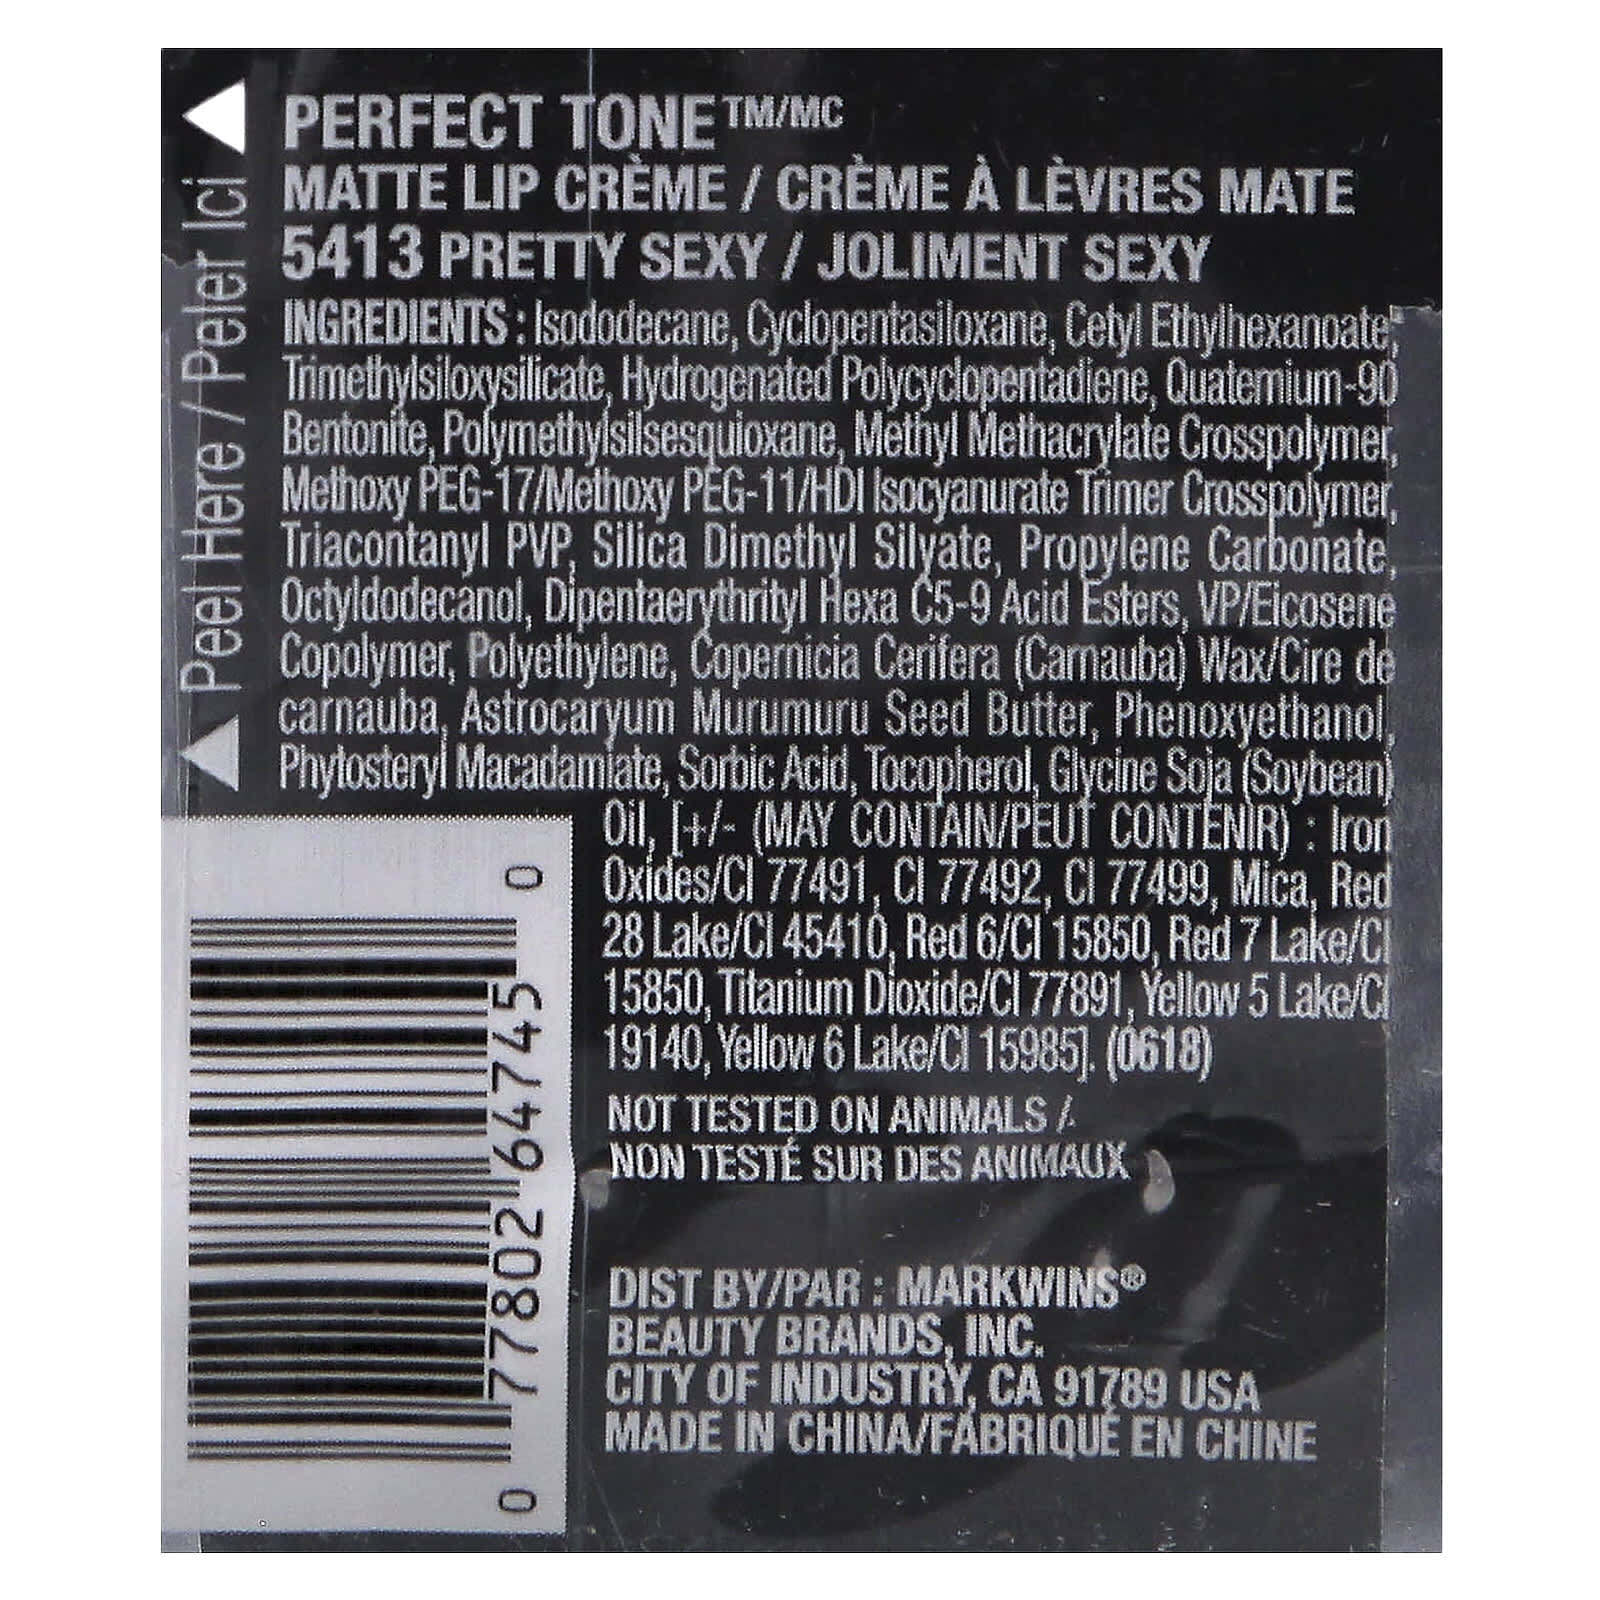 PERFECT TONE™/MC
MATTE LIP CRÈME / CRÈME À LÈVRES MATE
5413 PRETTY SEXY / JOLIMENT SEXY
INGREDIENTS : Isododecane, Cyclopentasiloxane, Cetyl Ethylhexanoate,
Trimethylsiloxysilicate, Hydrogenated Polycyclopentadiene, Quaternium-90
Bentonite, Polymethylsilsesquioxane, Methyl Methacrylate Crosspolymer,
Methoxy PEG-17/Methoxy PEG-11/HDI Isocyanurate Trimer Crosspolymer,
Triacontanyl PVP, Silica Dimethyl Silyate, Propylene Carbonate,
Octyldodecanol, Dipentaerythrityl Hexa C5-9 Acid Esters, VP/Eicosene
Copolymer, Polyethylene, Copernicia Cerifera (Carnauba) Wax/Cire de
carnauba, Astrocaryum Murumuru Seed Butter, Phenoxyethanol,
Phytosteryl Macadamiate, Sorbic Acid, Tocopherol, Glycine Soja (Soybean)
Oil, [+/- (MAY CONTAIN/PEUT CONTENIR) : Iron
Oxides/CI 77491, CI 77492, CI 77499, Mica, Red
28 Lake/CI 45410, Red 6/CI 15850, Red 7 Lake/CI
15850, Titanium Dioxide/CI 77891, Yellow 5 Lake/CI
19140, Yellow 6 Lake/CI 15985]. (0618)
NOT TESTED ON ANIMALS /
NON TESTÉ SUR DES ANIMAUX
DIST BY/PAR : MARKWINS®
BEAUTY BRANDS, INC.
CITY OF INDUSTRY, CA 91789 USA
MADE IN CHINA/FABRIQUÉ EN CHINE
Peel Here / Peler Ici
0 77802 64745 0